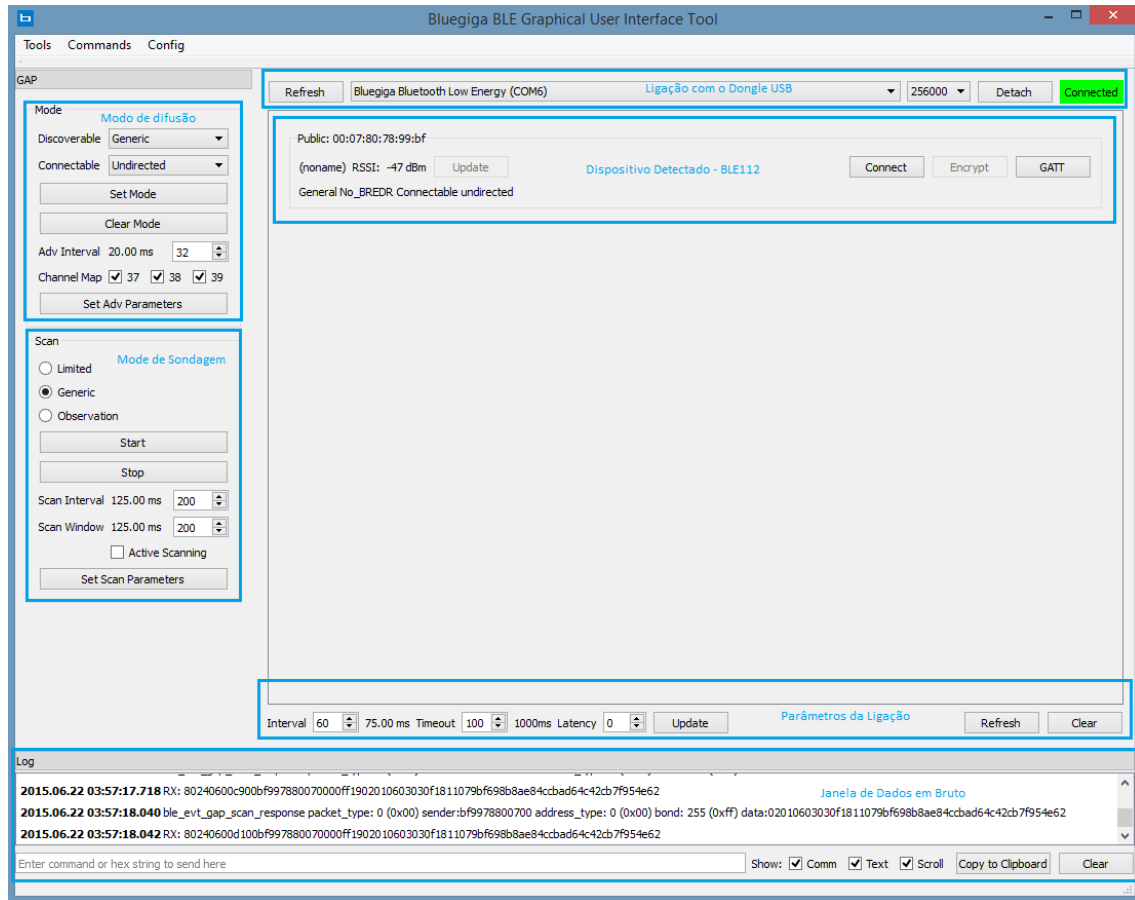 Bluegiga BLE Graphical User Interface Tool
Tools Commands Config
GAP
Refresh Bluegiga Bluetooth Low Energy (COM6) Ligação com o Dongle USB 256000 Detach Connected
Mode
Modo de difusão
Discoverable Generic
Connectable Undirected
Set Mode
Clear Mode
Adv Interval 20.00 ms 32
Channel Map 37 38 39
Set Adv Parameters
Scan
Mode de Sondagem
Limited
Generic
Observation
Start
Stop
Scan Interval 125.00 ms 200
Scan Window 125.00 ms 200
Active Scanning
Set Scan Parameters
Public: 00:07:80:78:99:bf
(noname) RSSI: -47 dBm Update Dispositivo Detectado - BLE112 Connect Encrypt GATT
General No_BREDR Connectable undirected
Interval 60 75.00 ms Timeout 100 1000ms Latency 0 Update Parâmetros da Ligação Refresh Clear
Log
Janela de Dados em Bruto
2015.06.22 03:57:17.718 RX: 80240600c900bf997880070000ff1902010603030f1811079bf698b8ae84ccbad64c42cb7f954e62
2015.06.22 03:57:18.040 ble_evt_gap_scan_response packet_type: 0 (0x00) sender:bf9978800700 address_type: 0 (0x00) bond: 255 (0xff) data:02010603030f1811079bf698b8ae84ccbad64c42cb7f954e62
2015.06.22 03:57:18.042 RX: 80240600d100bf997880070000ff1902010603030f1811079bf698b8ae84ccbad64c42cb7f954e62
Enter command or hex string to send here Show: Comm Text Scroll Copy to Clipboard Clear